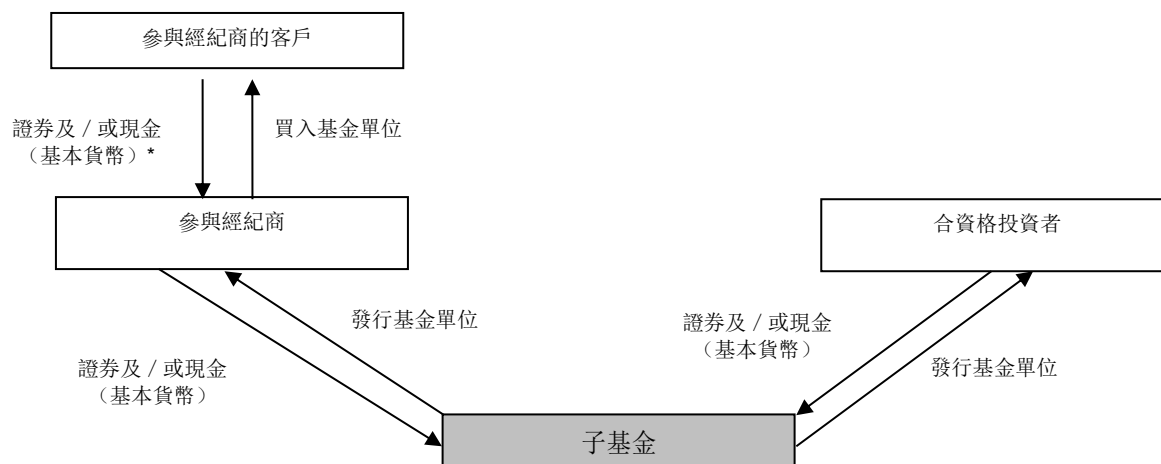 參與經紀商的客戶
證券及 / 或現金
（基本貨幣）*
買入基金單位
參與經紀商
合資格投資者
發行基金單位
證券及 / 或現金
（基本貨幣）
證券及 / 或現金
（基本貨幣）
發行基金單位
子基金